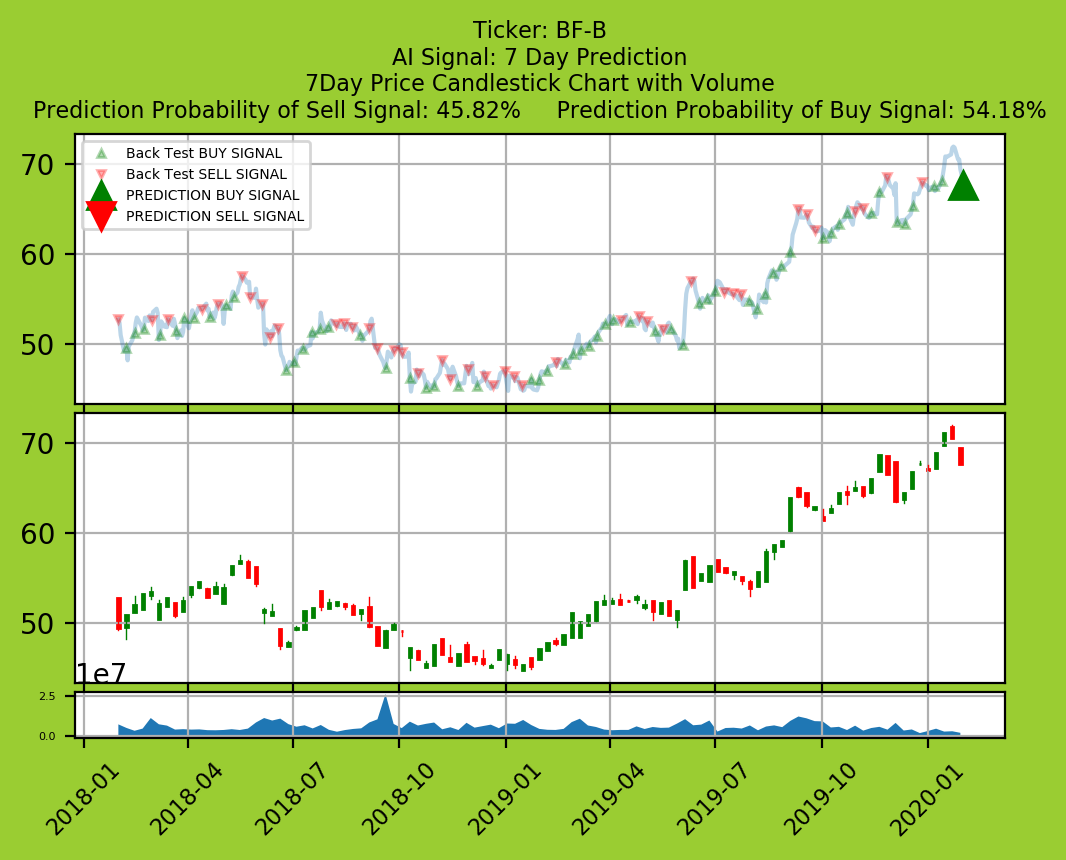 Ticker: BF-B
AI Signal: 7 Day Prediction
7Day Price Candlestick Chart with Volume
Prediction Probability of Sell Signal: 45.82%     Prediction Probability of Buy Signal: 54.18%
Back Test BUY SIGNAL
Back Test SELL SIGNAL
PREDICTION BUY SIGNAL
PREDICTION SELL SIGNAL
70
60
50
70
60
50
1e7
2.5
0.0
2018-01 2018-04 2018-07 2018-10 2019-01 2019-04 2019-07 2019-10 2020-01